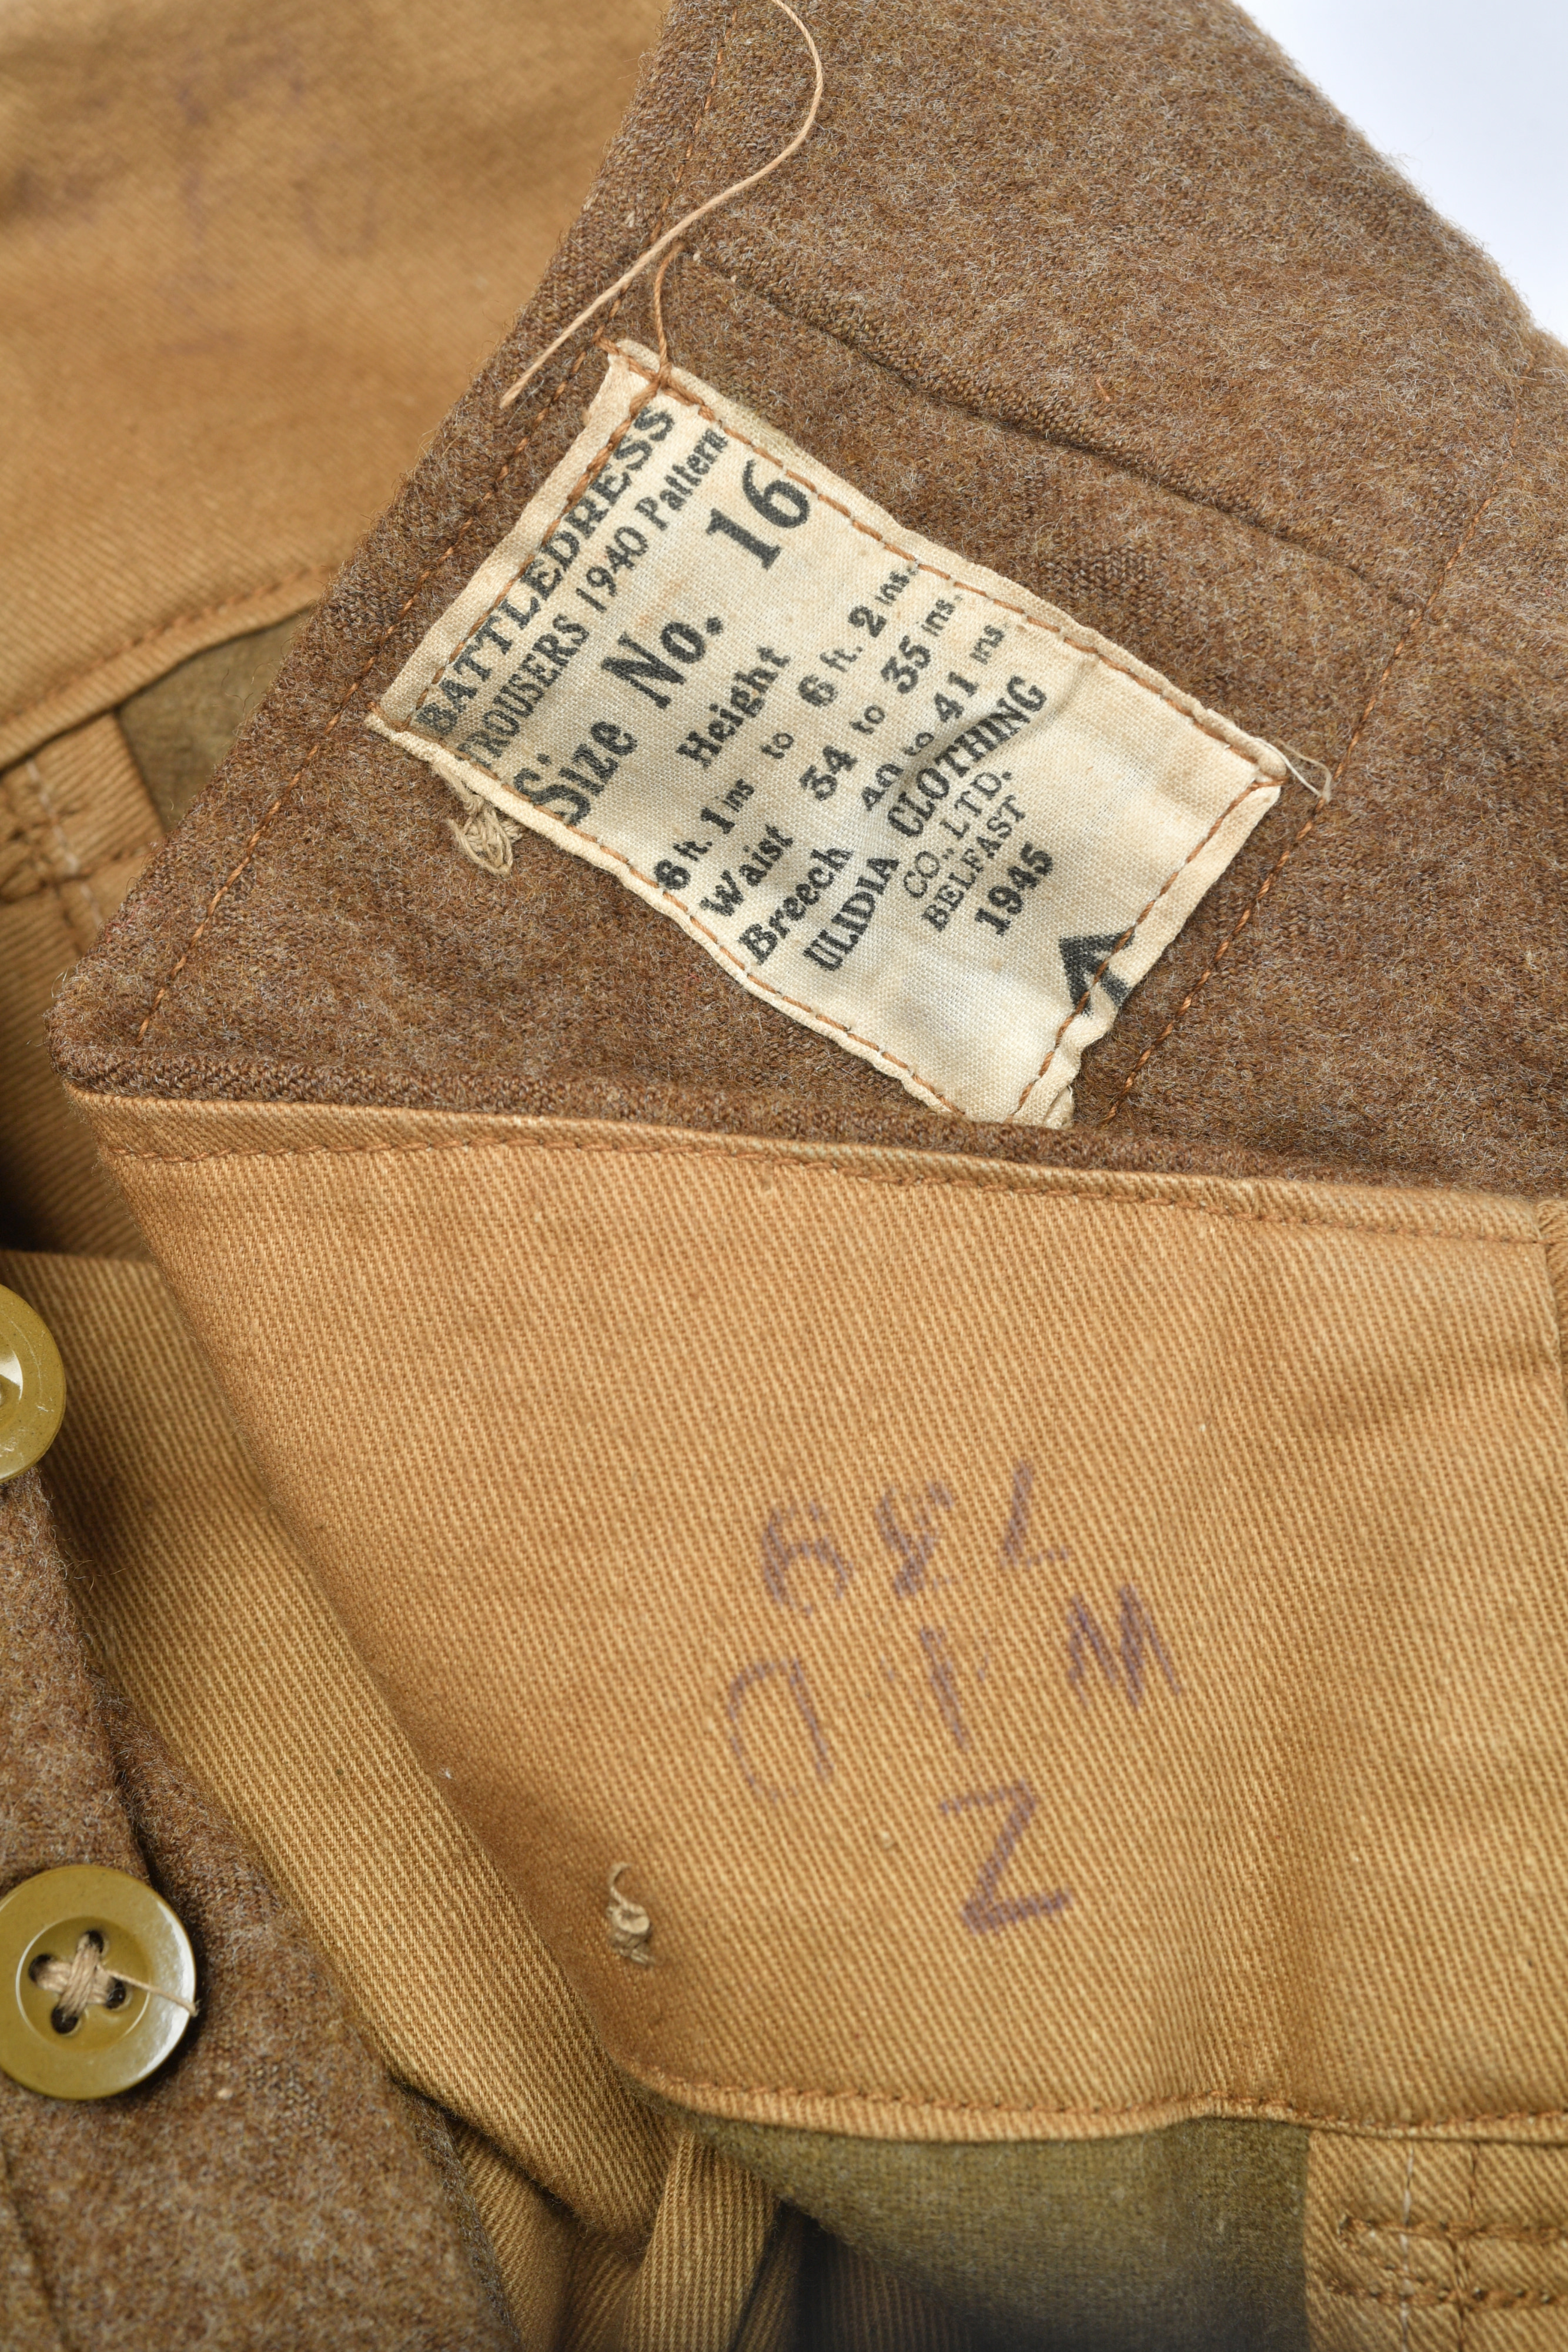 BATTLEDRESS
TROUSERS 1940 Pattern
Size No. 16
Height
6 ft. 1 ins to 6 ft. 2 ins.
Waist 34 to 35 ins.
Breech 40 to 41 ins.
ULIDIA CLOTHING
CO., LTD.
BELFAST
1945